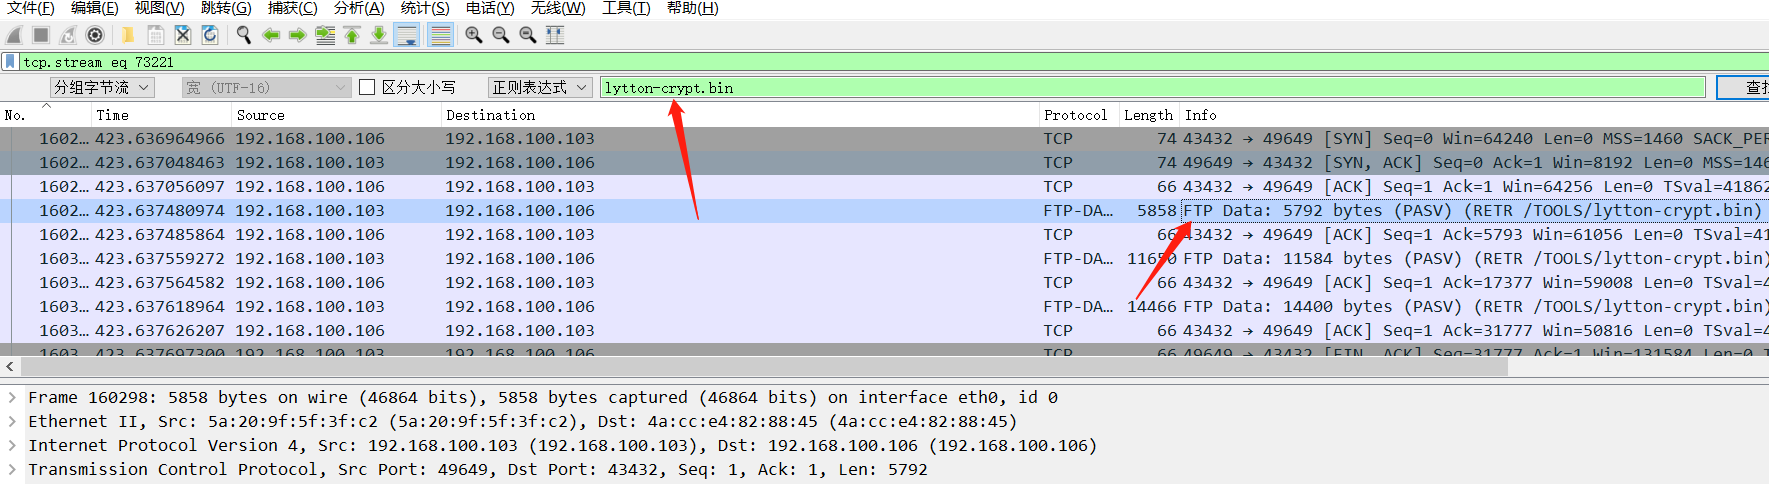 文件(F) 编辑(E) 视图(V) 跳转(G) 捕获(C) 分析(A) 统计(S) 电话(Y) 无线(W) 工具(T) 帮助(H)
tcp.stream eq 73221
分组字节流 宽 (UTF-16) 区分大小写 正则表达式 lytton-crypt.bin 查找
No. Time Source Destination Protocol Length Info
1602… 423.636964966 192.168.100.106 192.168.100.103 TCP 74 43432 → 49649 [SYN] Seq=0 Win=64240 Len=0 MSS=1460 SACK_PER
1602… 423.637048463 192.168.100.103 192.168.100.106 TCP 74 49649 → 43432 [SYN, ACK] Seq=0 Ack=1 Win=8192 Len=0 MSS=146
1602… 423.637056097 192.168.100.106 192.168.100.103 TCP 66 43432 → 49649 [ACK] Seq=1 Ack=1 Win=64256 Len=0 TSval=41862
1602… 423.637480974 192.168.100.103 192.168.100.106 FTP-DA… 5858 FTP Data: 5792 bytes (PASV) (RETR /TOOLS/lytton-crypt.bin)
1602… 423.637485864 192.168.100.106 192.168.100.103 TCP 66 43432 → 49649 [ACK] Seq=1 Ack=5793 Win=61056 Len=0 TSval=41
1603… 423.637559272 192.168.100.103 192.168.100.106 FTP-DA… 11650 FTP Data: 11584 bytes (PASV) (RETR /TOOLS/lytton-crypt.bin)
1603… 423.637564582 192.168.100.106 192.168.100.103 TCP 66 43432 → 49649 [ACK] Seq=1 Ack=17377 Win=59008 Len=0 TSval=4
1603… 423.637618964 192.168.100.103 192.168.100.106 FTP-DA… 14466 FTP Data: 14400 bytes (PASV) (RETR /TOOLS/lytton-crypt.bin)
1603… 423.637626207 192.168.100.106 192.168.100.103 TCP 66 43432 → 49649 [ACK] Seq=1 Ack=31777 Win=50816 Len=0 TSval=4
1603… 423.637697300 192.168.100.103 192.168.100.106 TCP 66 49649 → 43432 [FIN, ACK] Seq=31777 Ack=1 Win=131584 Len=0 T
Frame 160298: 5858 bytes on wire (46864 bits), 5858 bytes captured (46864 bits) on interface eth0, id 0
Ethernet II, Src: 5a:20:9f:5f:3f:c2 (5a:20:9f:5f:3f:c2), Dst: 4a:cc:e4:82:88:45 (4a:cc:e4:82:88:45)
Internet Protocol Version 4, Src: 192.168.100.103 (192.168.100.103), Dst: 192.168.100.106 (192.168.100.106)
Transmission Control Protocol, Src Port: 49649, Dst Port: 43432, Seq: 1, Ack: 1, Len: 5792